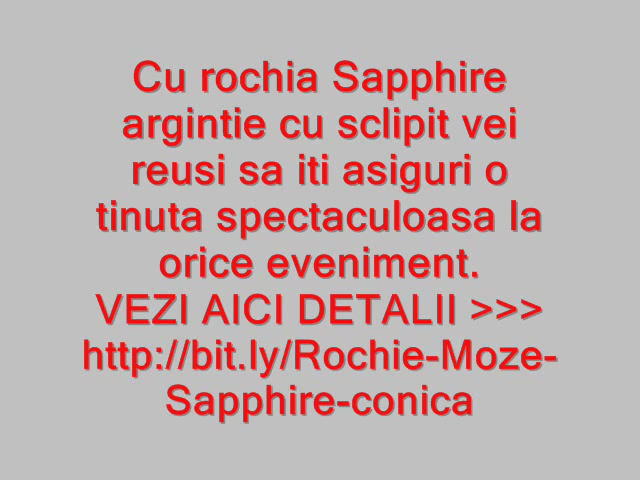 Cu rochia Sapphire
argintie cu sclipit vei
reusi sa iti asiguri o
tinuta spectaculoasa la
orice eveniment.
VEZI AICI DETALII >>>
http://bit.ly/Rochie-Moze-
Sapphire-conica